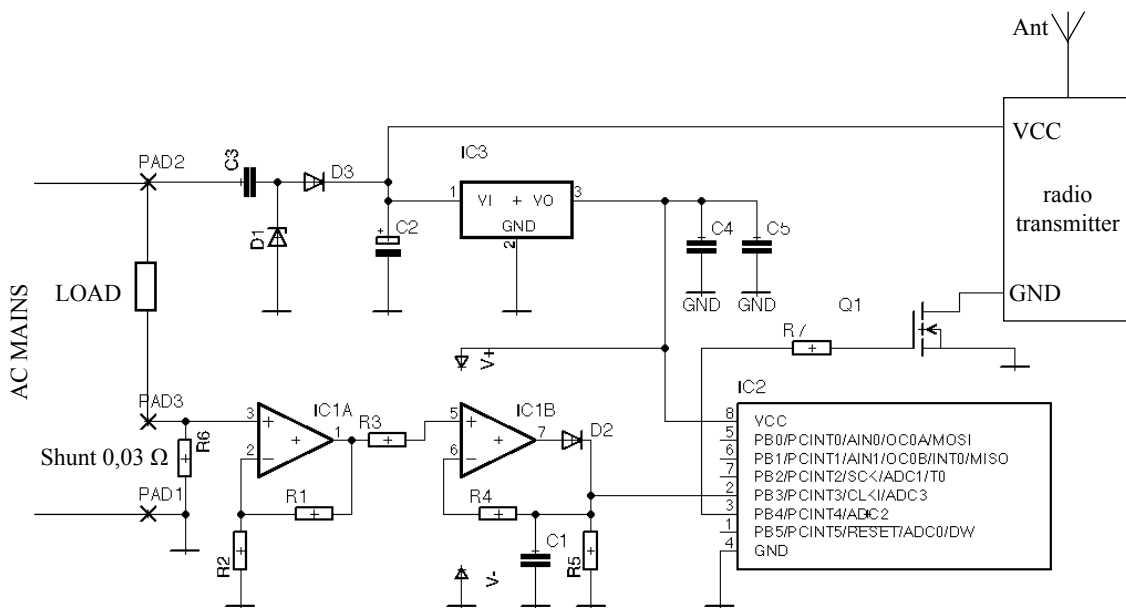 Ant
VCC
radio
transmitter
GND
IC3
PAD2
C3
D3
1
VI + VO
3
GND
2
D1
+
C2
C4
C5
GND
GND
Q1
R7
AC MAINS
LOAD
V+
IC2
PAD3
3
IC1A
1
2
R3
5
IC1B
7
6
D2
R6
Shunt 0,03 Ω
PAD1
R1
R2
R4
C1
R5
V-
8 VCC
5 PB0/PCINT0/AIN0/OC0A/MOSI
6 PB1/PCINT1/AIN1/OC0B/INT0/MISO
7 PB2/PCINT2/SCK/ADC1/T0
2 PB3/PCINT3/CLKI/ADC3
3 PB4/PCINT4/ADC2
1 PB5/PCINT5/RESET/ADC0/DW
4 GND